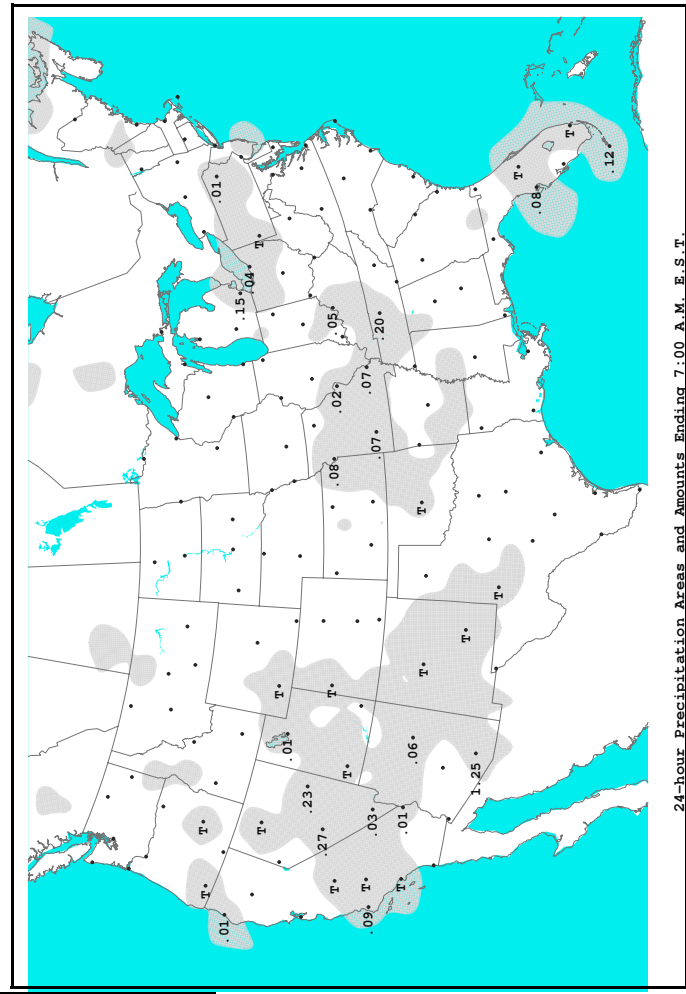 T
T
.01
.01
.15
.04
T
T
T
.01
.23
.27
T
T
.08
.02
.05
T
T
.07
.09
.03
.07
.20
T
.01
.06
T
T
T
1.25
T
T
.08
T
.12
24-hour Precipitation Areas and Amounts Ending 7:00 A.M. E.S.T.